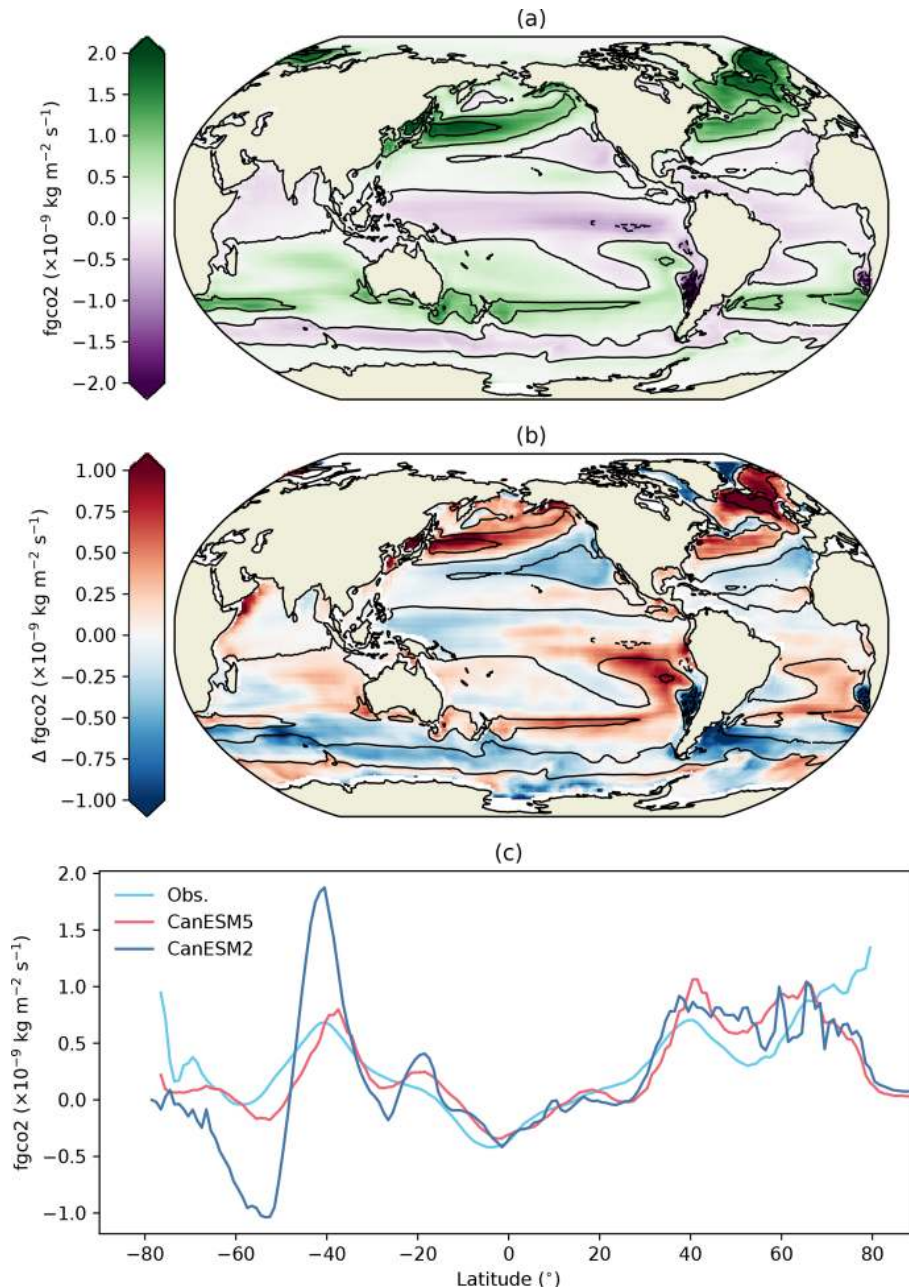 (a)
2.0
1.5
1.0
0.5
0.0
−0.5
−1.0
−1.5
−2.0
fgco2 (×10⁻⁹ kg m⁻² s⁻¹)
(b)
1.00
0.75
0.50
0.25
0.00
−0.25
−0.50
−0.75
−1.00
Δ fgco2 (×10⁻⁹ kg m⁻² s⁻¹)
(c)
2.0
1.5
1.0
0.5
0.0
−0.5
−1.0
fgco2 (×10⁻⁹ kg m⁻² s⁻¹)
Obs.
CanESM5
CanESM2
−80 −60 −40 −20 0 20 40 60 80
Latitude (°)